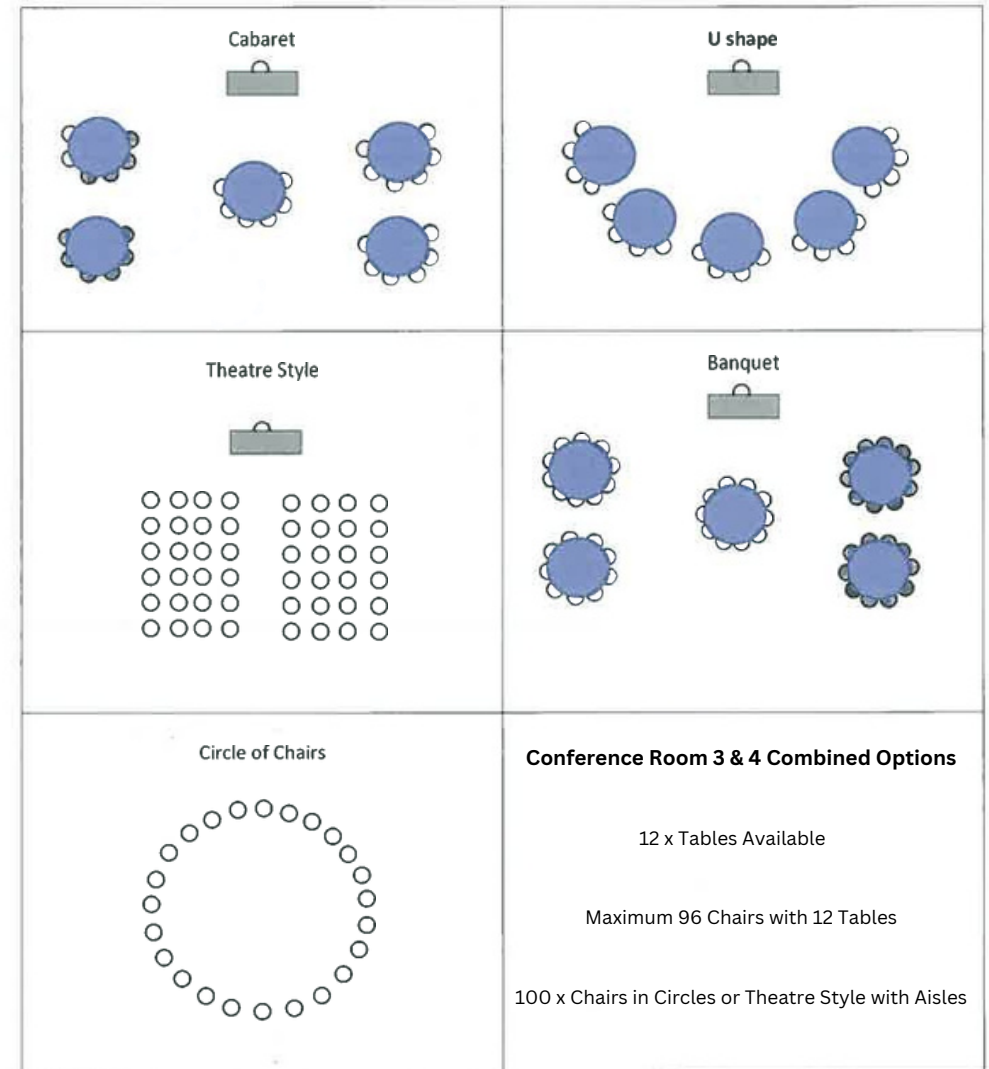 Cabaret
U shape
Theatre Style
Banquet
Circle of Chairs
Conference Room 3 & 4 Combined Options
12 x Tables Available
Maximum 96 Chairs with 12 Tables
100 x Chairs in Circles or Theatre Style with Aisles